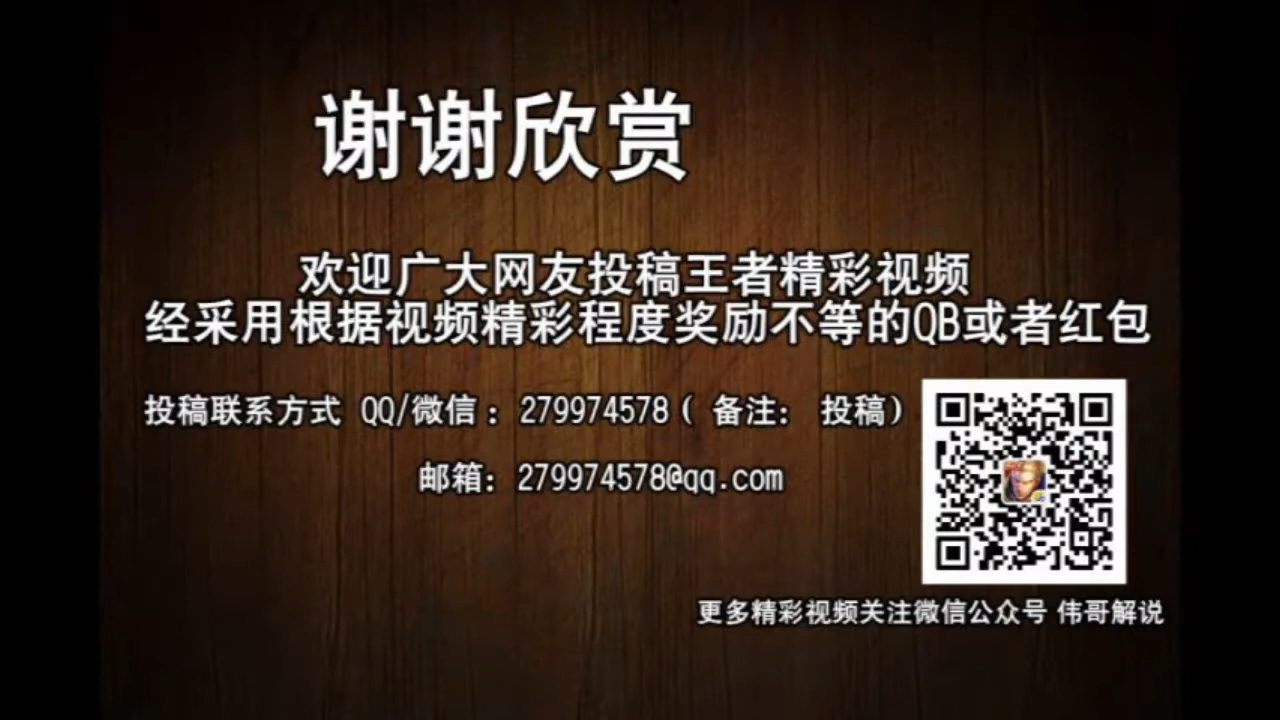 谢谢欣赏
欢迎广大网友投稿王者精彩视频
经采用根据视频精彩程度奖励不等的QB或者红包
投稿联系方式 QQ/微信：279974578（ 备注： 投稿）
邮箱：279974578@qq.com
更多精彩视频关注微信公众号 伟哥解说